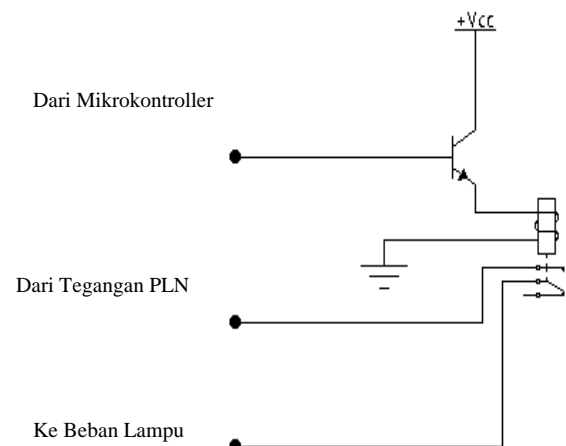 +Vcc
Dari Mikrokontroller
Dari Tegangan PLN
Ke Beban Lampu